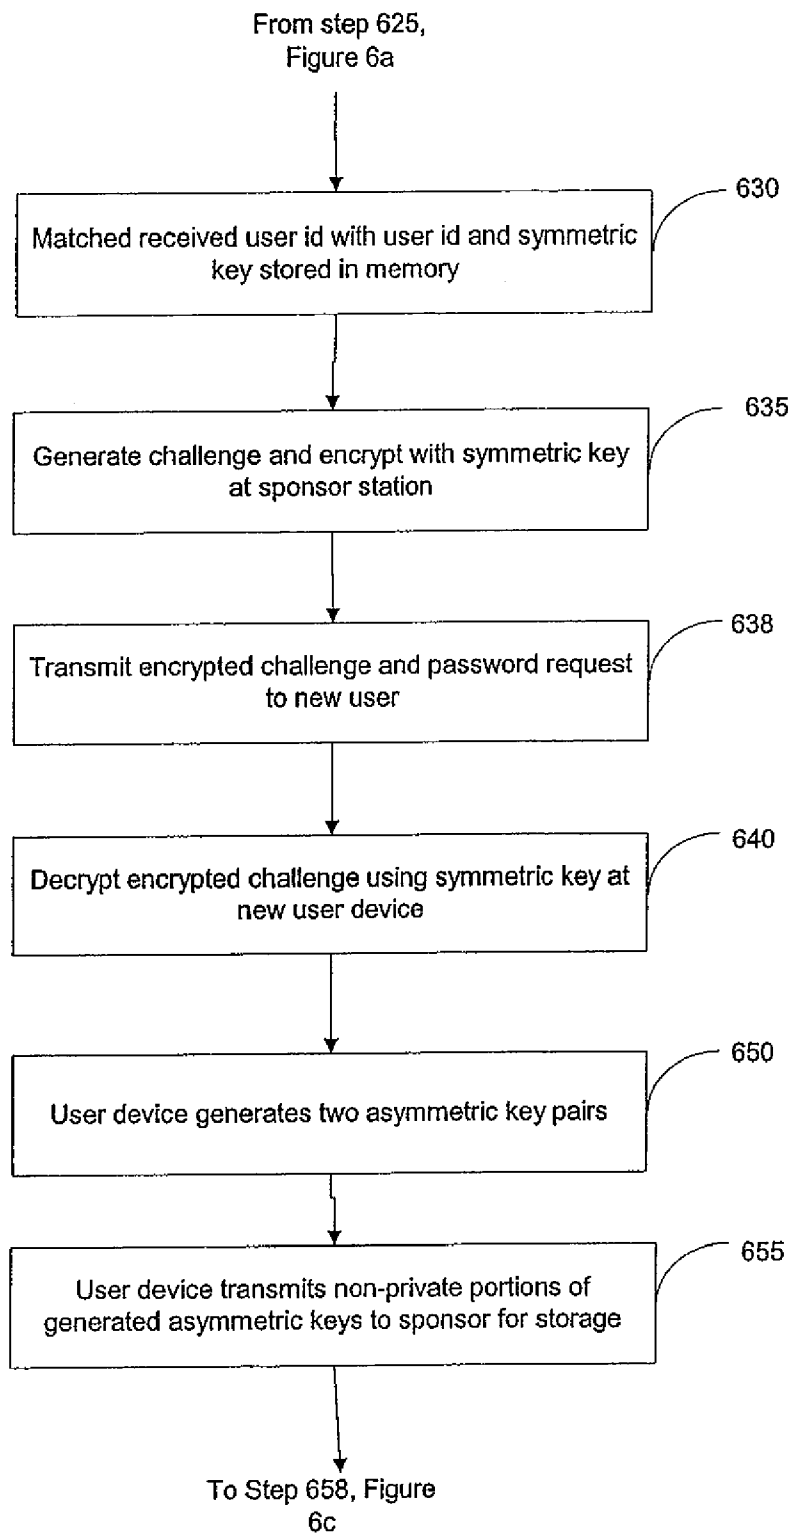 From step 625,
Figure 6a
630
Matched received user id with user id and symmetric
key stored in memory
635
Generate challenge and encrypt with symmetric key
at sponsor station
638
Transmit encrypted challenge and password request
to new user
640
Decrypt encrypted challenge using symmetric key at
new user device
650
User device generates two asymmetric key pairs
655
User device transmits non-private portions of
generated asymmetric keys to sponsor for storage
To Step 658, Figure
6c